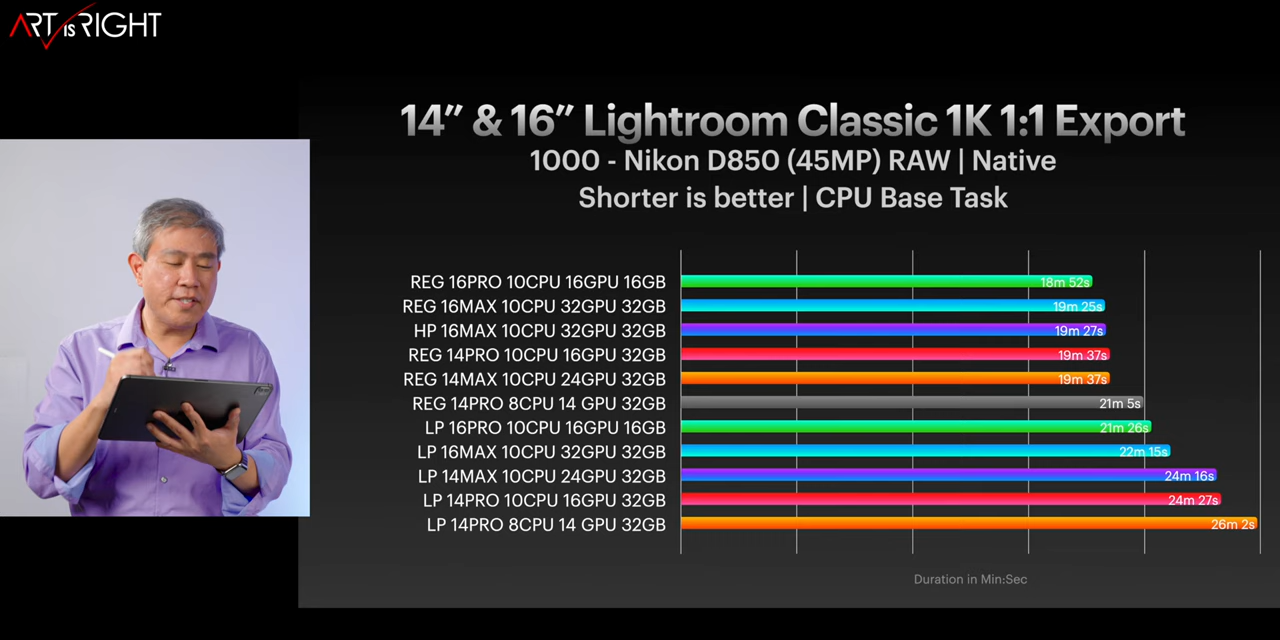 ART IS RIGHT
14” & 16” Lightroom Classic 1K 1:1 Export
1000 - Nikon D850 (45MP) RAW | Native
Shorter is better | CPU Base Task
REG 16PRO 10CPU 16GPU 16GB 18m 52s
REG 16MAX 10CPU 32GPU 32GB 19m 25s
HP 16MAX 10CPU 32GPU 32GB 19m 27s
REG 14PRO 10CPU 16GPU 32GB 19m 37s
REG 14MAX 10CPU 24GPU 32GB 19m 37s
REG 14PRO 8CPU 14 GPU 32GB 21m 5s
LP 16PRO 10CPU 16GPU 16GB 21m 26s
LP 16MAX 10CPU 32GPU 32GB 22m 15s
LP 14MAX 10CPU 24GPU 32GB 24m 16s
LP 14PRO 10CPU 16GPU 32GB 24m 27s
LP 14PRO 8CPU 14 GPU 32GB 26m 2s
Duration in Min:Sec